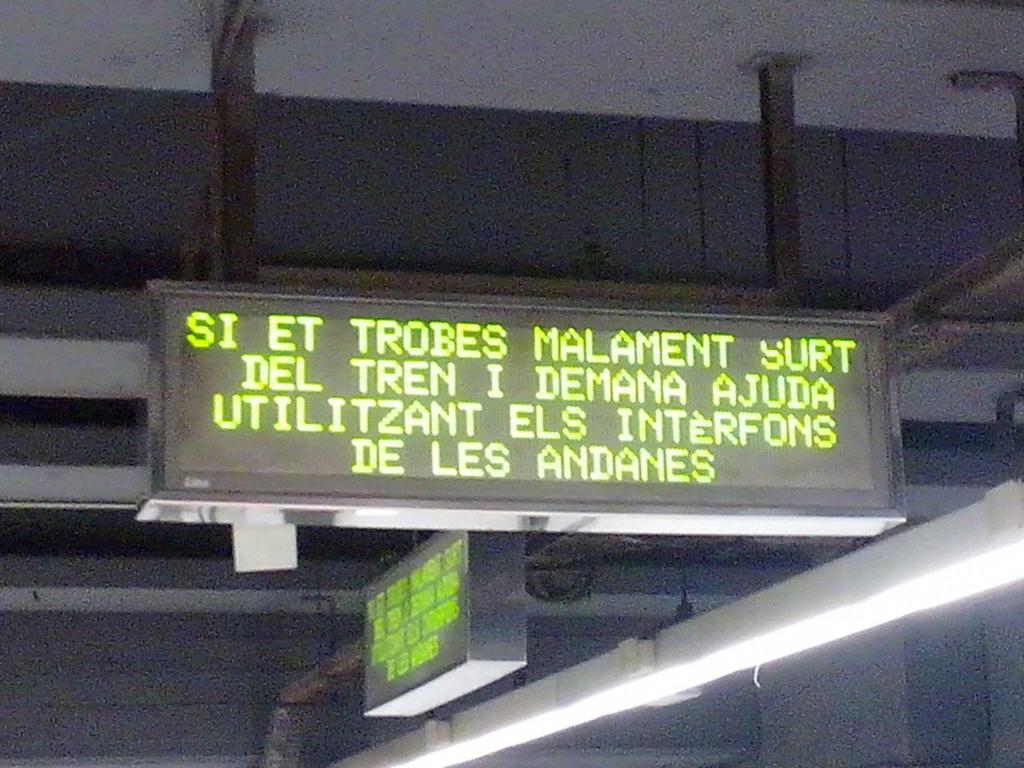 SI ET TROBES MALAMENT SURT
DEL TREN I DEMANA AJUDA
UTILITZANT ELS INTèRFONS
DE LES ANDANES